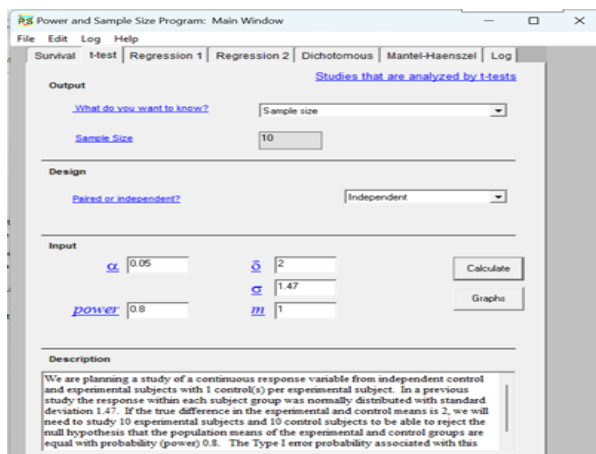 PS Power and Sample Size Program: Main Window
File Edit Log Help
Survival t-test Regression 1 Regression 2 Dichotomous Mantel-Haenszel Log
Studies that are analyzed by t-tests
Output
What do you want to know? Sample size
Sample Size 10
Design
Paired or independent? Independent
Input
α 0.05 δ 2 Calculate
σ 1.47
power 0.8 m 1 Graphs
Description
We are planning a study of a continuous response variable from independent control
and experimental subjects with 1 control(s) per experimental subject. In a previous
study the response within each subject group was normally distributed with standard
deviation 1.47. If the true difference in the experimental and control means is 2, we will
need to study 10 experimental subjects and 10 control subjects to be able to reject the
null hypothesis that the population means of the experimental and control groups are
equal with probability (power) 0.8. The Type I error probability associated with this